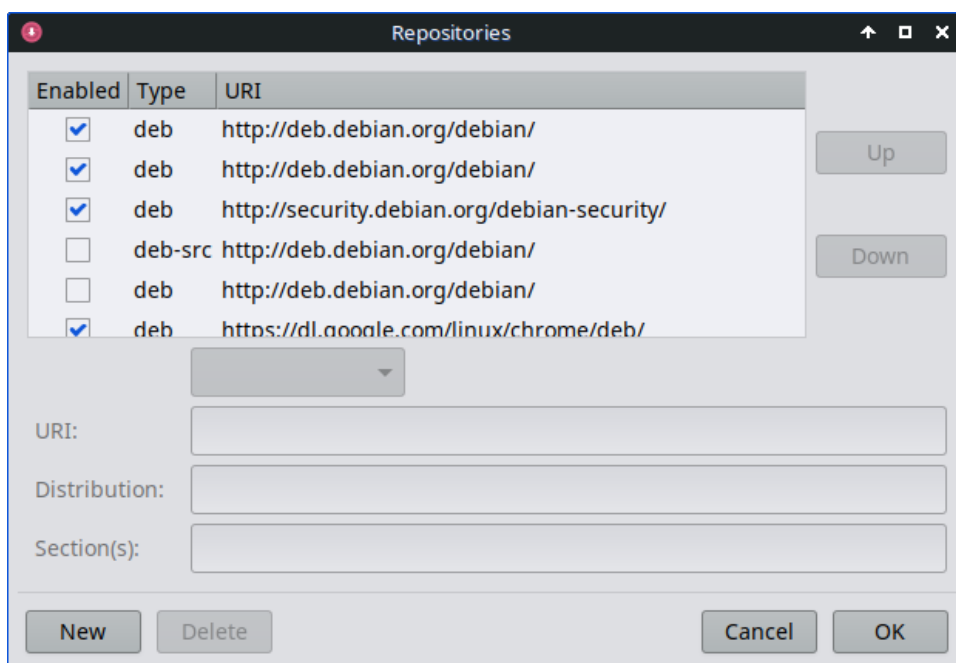 Repositories
Enabled Type URI
deb http://deb.debian.org/debian/
deb http://deb.debian.org/debian/
deb http://security.debian.org/debian-security/
deb-src http://deb.debian.org/debian/
deb http://deb.debian.org/debian/
deb https://dl.google.com/linux/chrome/deb/
Up
Down
URI:
Distribution:
Section(s):
New Delete Cancel OK